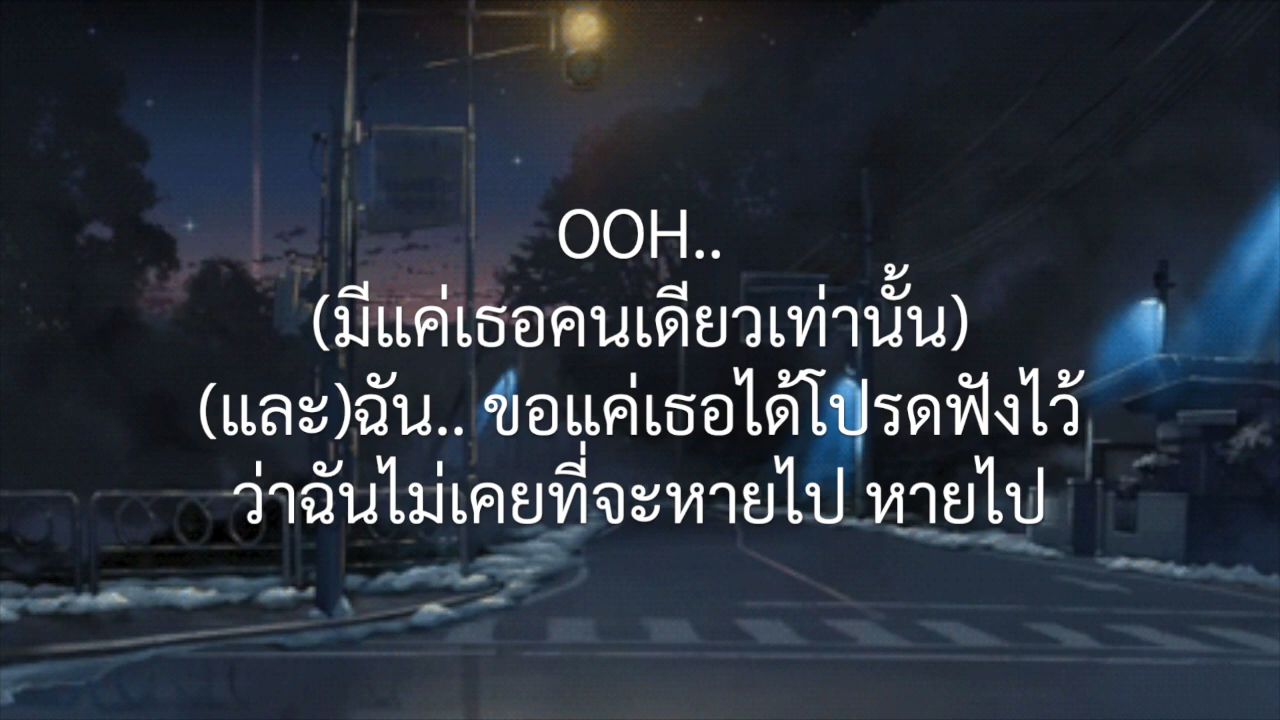 OOH..
(มีแค่เธอคนเดียวเท่านั้น)
(และ)ฉัน.. ขอแค่เธอได้โปรดฟังไว้
ว่าฉันไม่เคยที่จะหายไป หายไป